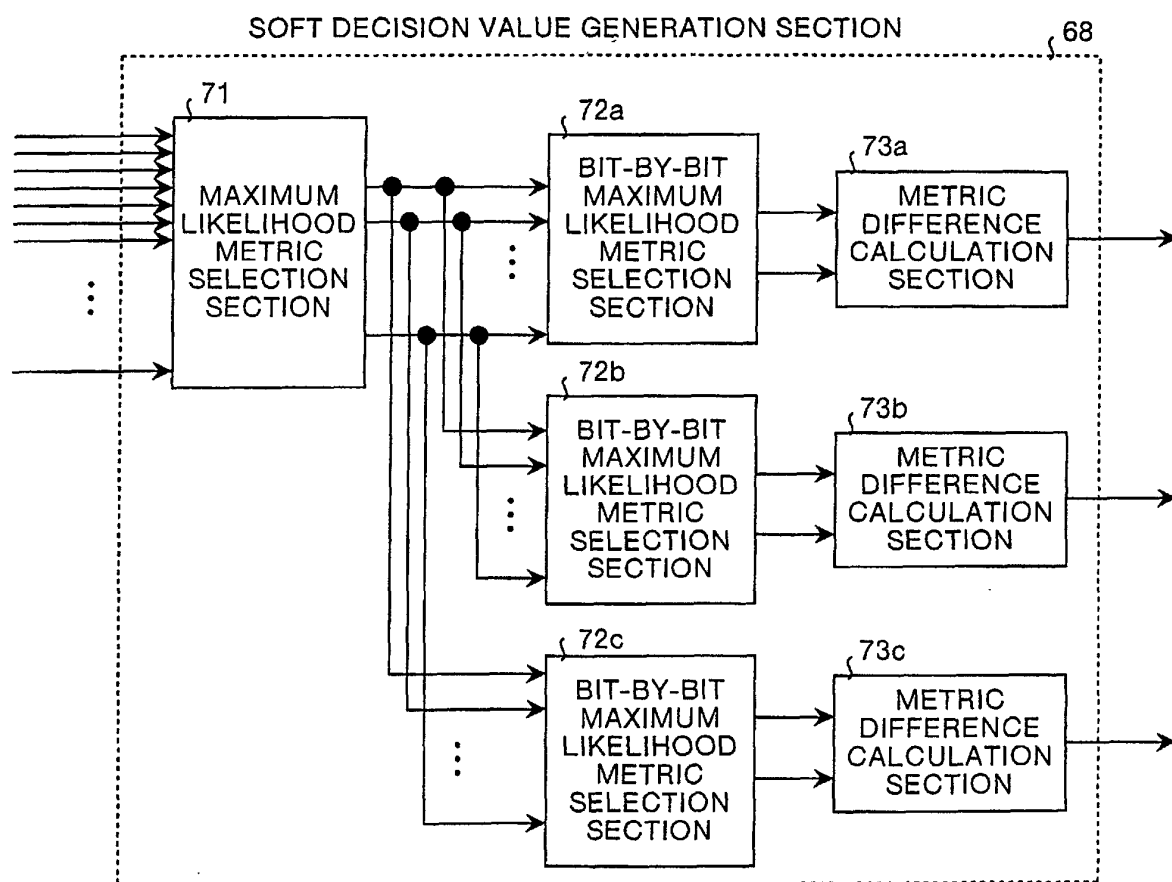 SOFT DECISION VALUE GENERATION SECTION
68
71
MAXIMUM
LIKELIHOOD
METRIC
SELECTION
SECTION
72a
BIT-BY-BIT
MAXIMUM
LIKELIHOOD
METRIC
SELECTION
SECTION
73a
METRIC
DIFFERENCE
CALCULATION
SECTION
72b
BIT-BY-BIT
MAXIMUM
LIKELIHOOD
METRIC
SELECTION
SECTION
73b
METRIC
DIFFERENCE
CALCULATION
SECTION
72c
BIT-BY-BIT
MAXIMUM
LIKELIHOOD
METRIC
SELECTION
SECTION
73c
METRIC
DIFFERENCE
CALCULATION
SECTION